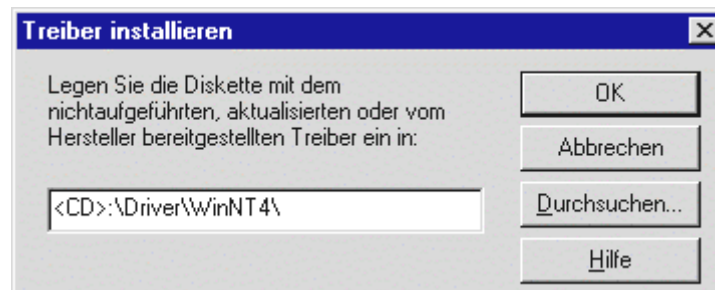 Treiber installieren
Legen Sie die Diskette mit dem
nichtaufgeführten, aktualisierten oder vom
Hersteller bereitgestellten Treiber ein in:
<CD>:\Driver\WinNT4\
OK
Abbrechen
Durchsuchen...
Hilfe